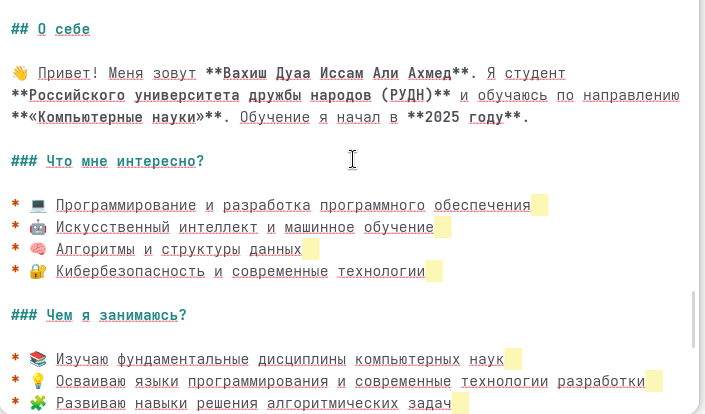 ## О себе
👋 Привет! Меня зовут **Вахиш Дуаа Иссам Али Ахмед**. Я студент
**Российского университета дружбы народов (РУДН)** и обучаюсь по направлению
**«Компьютерные науки»**. Обучение я начал в **2025 году**.
### Что мне интересно?
* 💻 Программирование и разработка программного обеспечения
* 🤖 Искусственный интеллект и машинное обучение
* 🧠 Алгоритмы и структуры данных
* 🔐 Кибербезопасность и современные технологии
### Чем я занимаюсь?
* 📚 Изучаю фундаментальные дисциплины компьютерных наук
* 💡 Осваиваю языки программирования и современные технологии разработки
* 🧩 Развиваю навыки решения алгоритмических задач